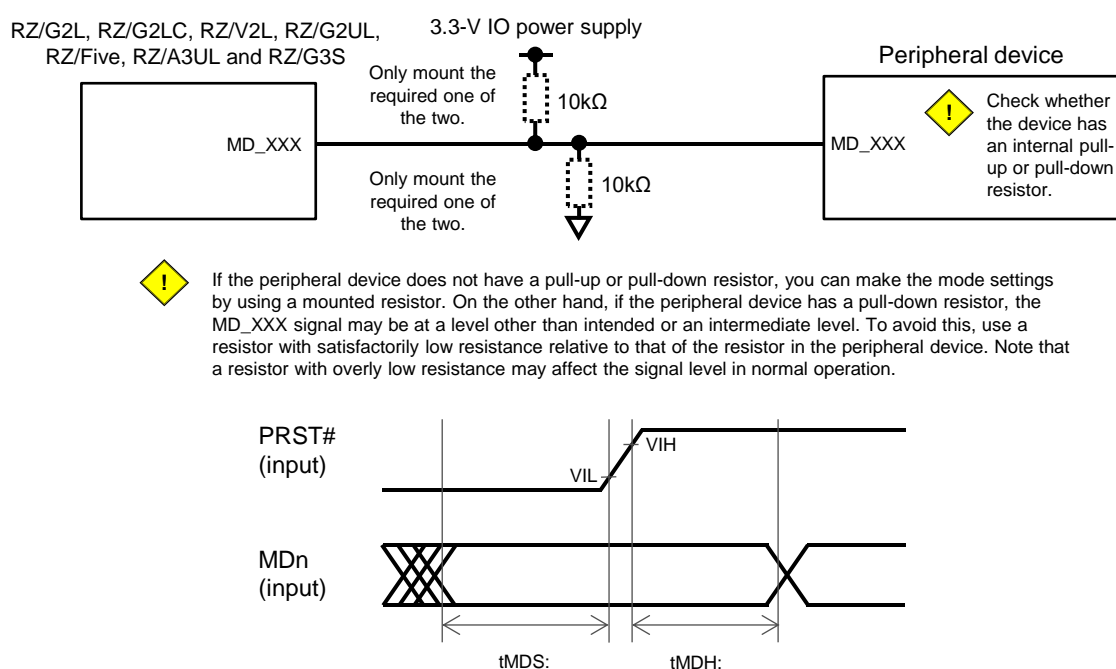 RZ/G2L, RZ/G2LC, RZ/V2L, RZ/G2UL,
RZ/Five, RZ/A3UL and RZ/G3S
3.3-V IO power supply
Peripheral device
Only mount the
required one of
the two.
10kΩ
MD_XXX
MD_XXX
!
Check whether
the device has
an internal pull-
up or pull-down
resistor.
Only mount the
required one of
the two.
10kΩ
!
If the peripheral device does not have a pull-up or pull-down resistor, you can make the mode settings
by using a mounted resistor. On the other hand, if the peripheral device has a pull-down resistor, the
MD_XXX signal may be at a level other than intended or an intermediate level. To avoid this, use a
resistor with satisfactorily low resistance relative to that of the resistor in the peripheral device. Note that
a resistor with overly low resistance may affect the signal level in normal operation.
PRST#
(input)
VIL
VIH
MDn
(input)
tMDS:
tMDH: